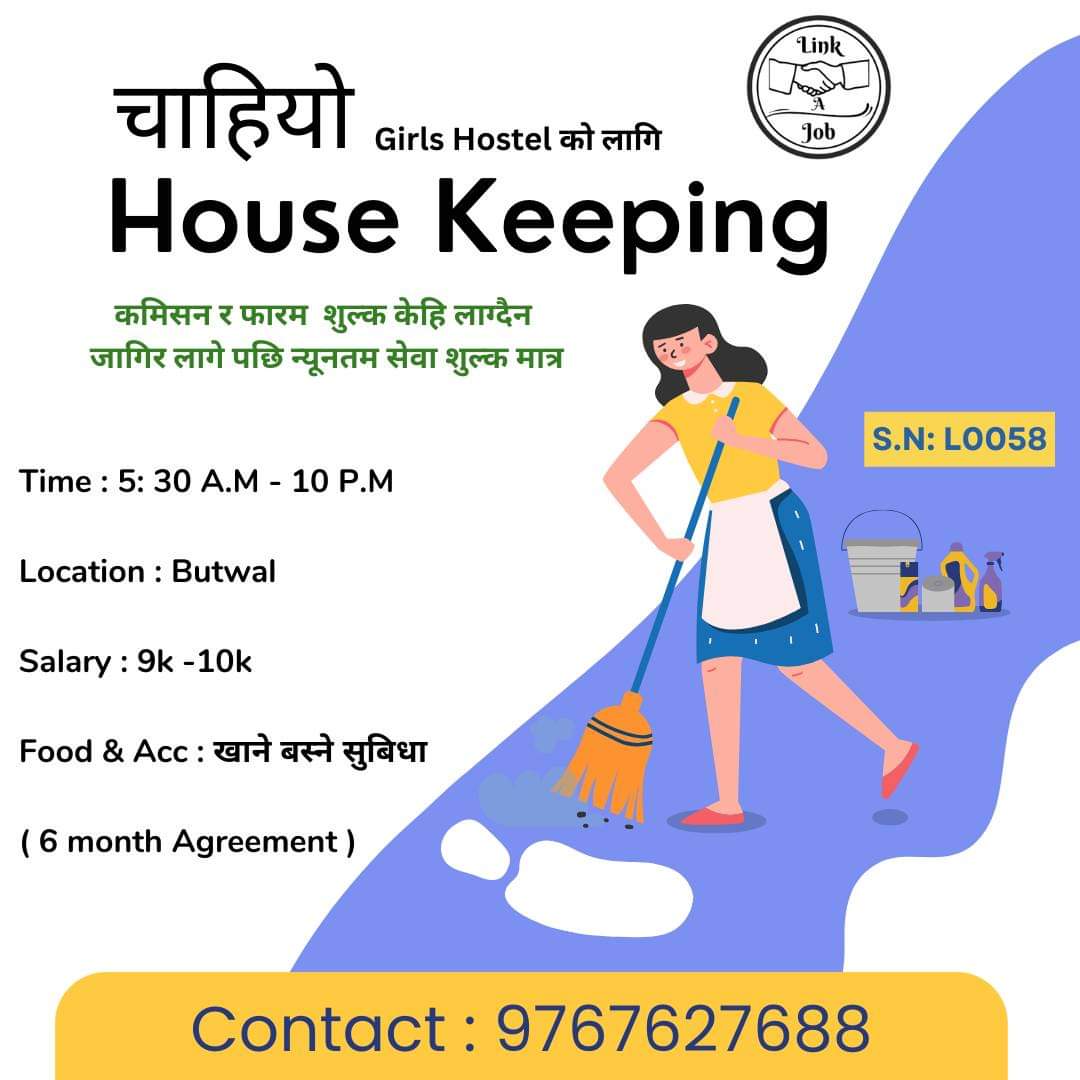 Link
A
Job
चाहियो Girls Hostel को लागि
House Keeping
कमिसन र फारम शुल्क केहि लाग्दैन
जागिर लागे पछि न्यूनतम सेवा शुल्क मात्र
S.N: L0058
Time : 5: 30 A.M - 10 P.M
Location : Butwal
Salary : 9k -10k
Food & Acc : खाने बस्ने सुबिधा
( 6 month Agreement )
Contact : 9767627688